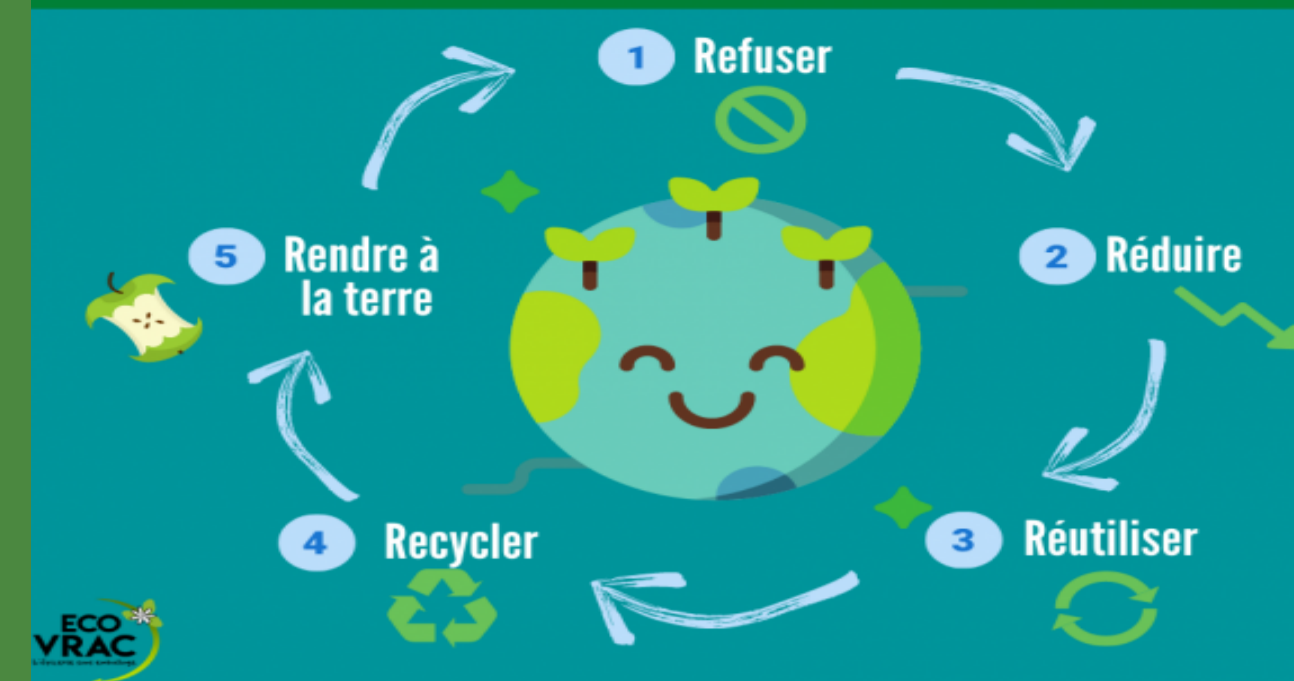 1 Refuser
2 Réduire
3 Réutiliser
4 Recycler
5 Rendre à
la terre
ECO
VRAC